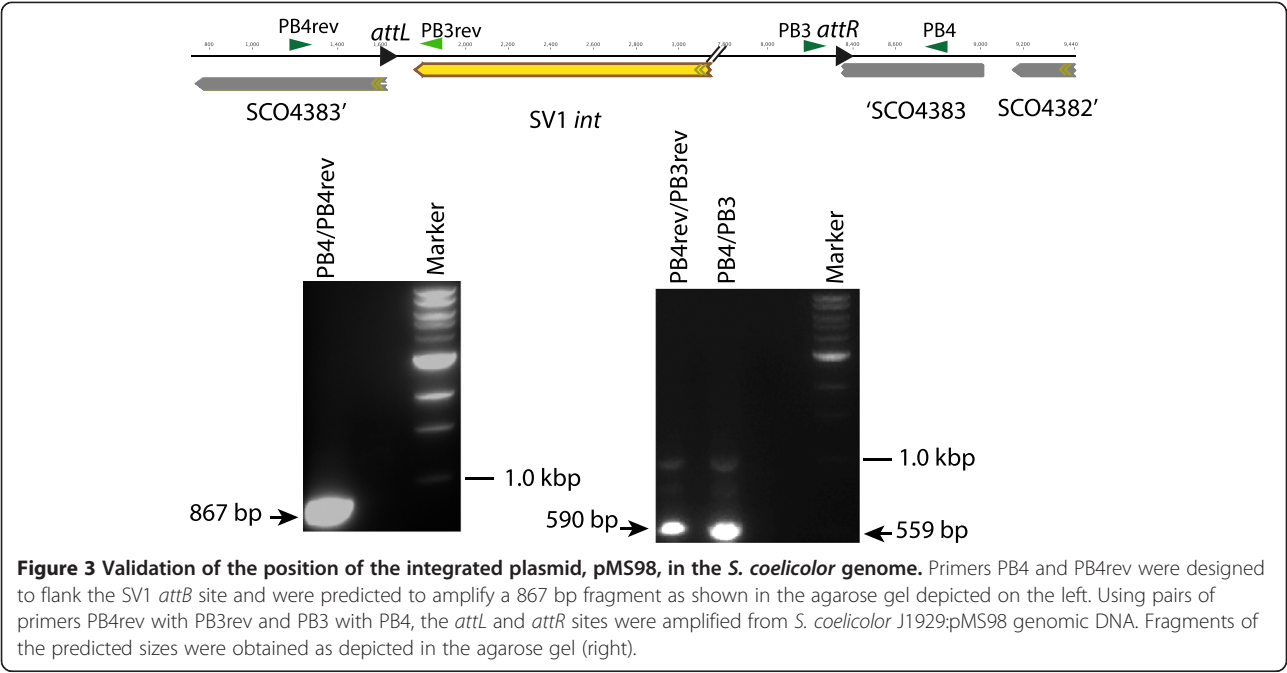 PB4rev attL PB3rev PB3 attR PB4
800 1,000 1,400 1,600 2,000 2,200 2,400 2,600 2,800 3,000 7,800 8,000 8,400 8,600 9,000 9,200 9,440
SCO4383’ SV1 int ‘SCO4383 SCO4382’
PB4/PB4rev
Marker
PB4rev/PB3rev
PB4/PB3
Marker
1.0 kbp
867 bp
1.0 kbp
590 bp
559 bp
Figure 3 Validation of the position of the integrated plasmid, pMS98, in the S. coelicolor genome. Primers PB4 and PB4rev were designed
to flank the SV1 attB site and were predicted to amplify a 867 bp fragment as shown in the agarose gel depicted on the left. Using pairs of
primers PB4rev with PB3rev and PB3 with PB4, the attL and attR sites were amplified from S. coelicolor J1929:pMS98 genomic DNA. Fragments of
the predicted sizes were obtained as depicted in the agarose gel (right).